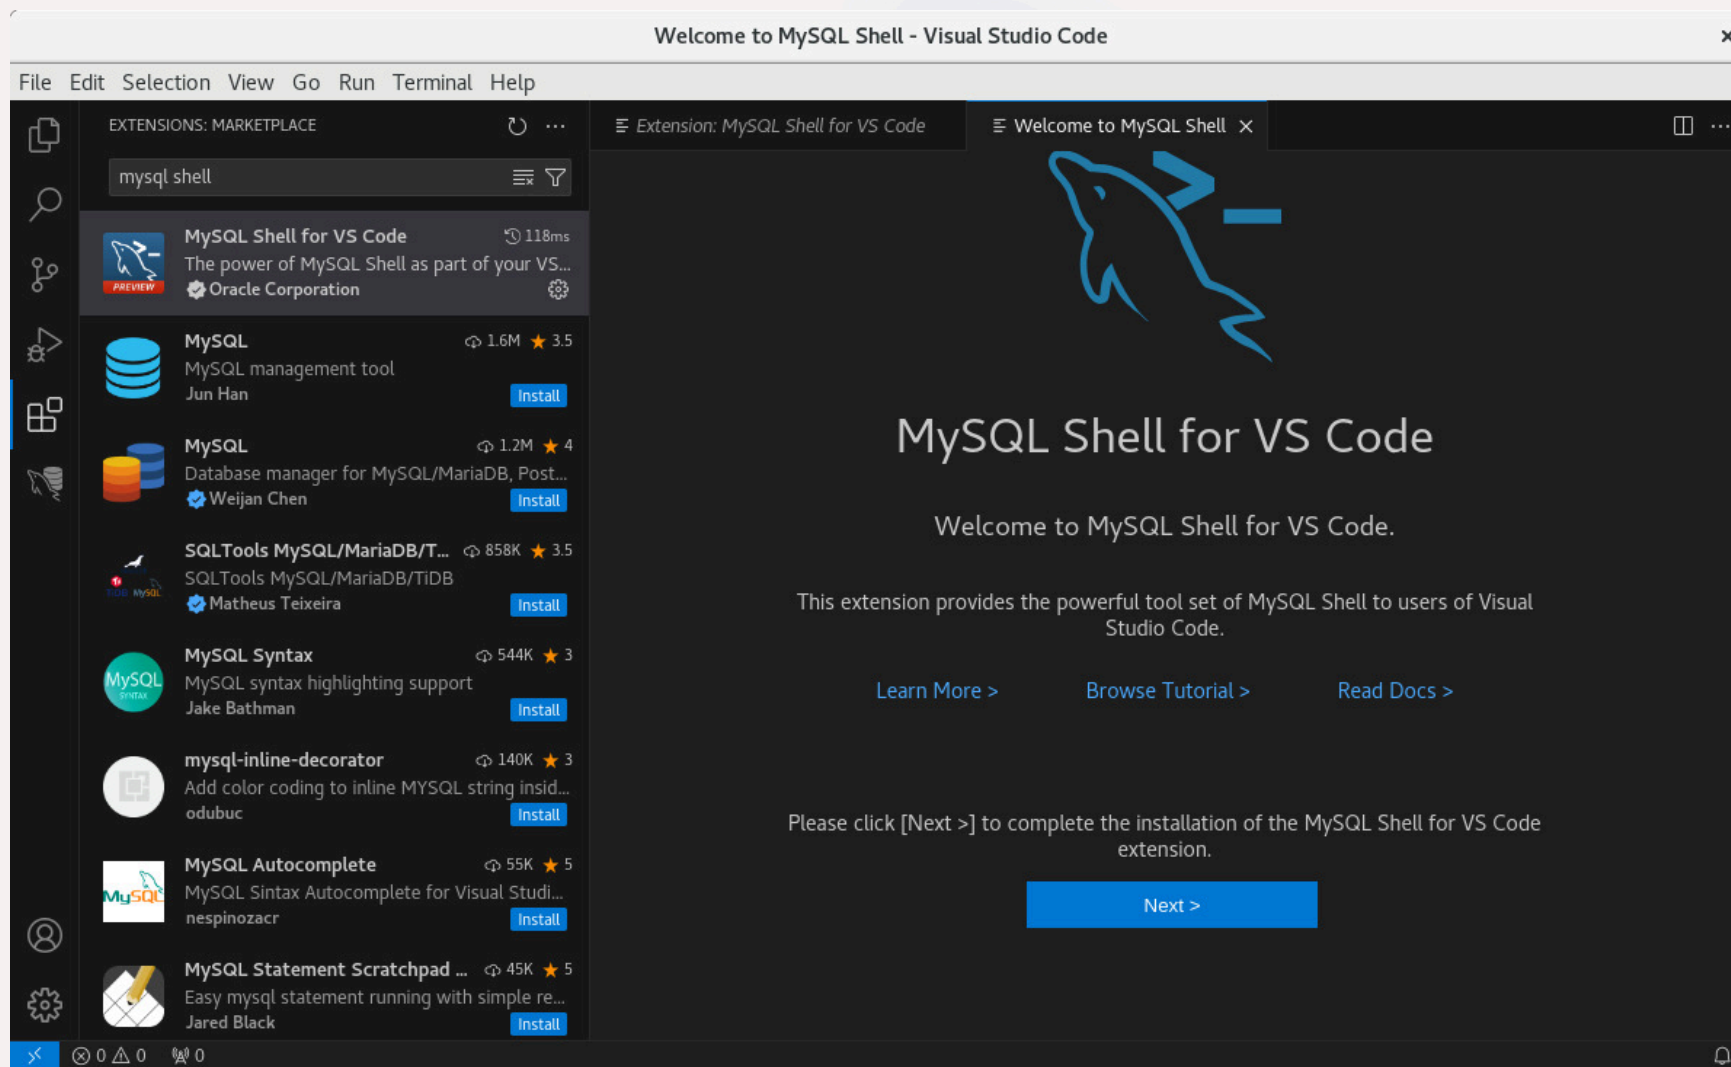 Welcome to MySQL Shell - Visual Studio Code
File Edit Selection View Go Run Terminal Help
EXTENSIONS: MARKETPLACE
mysql shell
MySQL Shell for VS Code 118ms
The power of MySQL Shell as part of your VS...
Oracle Corporation
PREVIEW
MySQL 1.6M 3.5
MySQL management tool
Jun Han
Install
MySQL 1.2M 4
Database manager for MySQL/MariaDB, Post...
Weijan Chen
Install
SQLTools MySQL/MariaDB/T... 858K 3.5
SQLTools MySQL/MariaDB/TiDB
Matheus Teixeira
Install
TiDB MySQL
MySQL Syntax 544K 3
MySQL syntax highlighting support
Jake Bathman
Install
MySQL
SYNTAX
mysql-inline-decorator 140K 3
Add color coding to inline MYSQL string insid...
odubuc
Install
MySQL Autocomplete 55K 5
MySQL Sintax Autocomplete for Visual Studi...
nespinozacr
Install
MySQL
MySQL Statement Scratchpad ... 45K 5
Easy mysql statement running with simple re...
Jared Black
Install
0 0 0
Extension: MySQL Shell for VS Code
Welcome to MySQL Shell
MySQL Shell for VS Code
Welcome to MySQL Shell for VS Code.
This extension provides the powerful tool set of MySQL Shell to users of Visual
Studio Code.
Learn More > Browse Tutorial > Read Docs >
Please click [Next >] to complete the installation of the MySQL Shell for VS Code
extension.
Next >